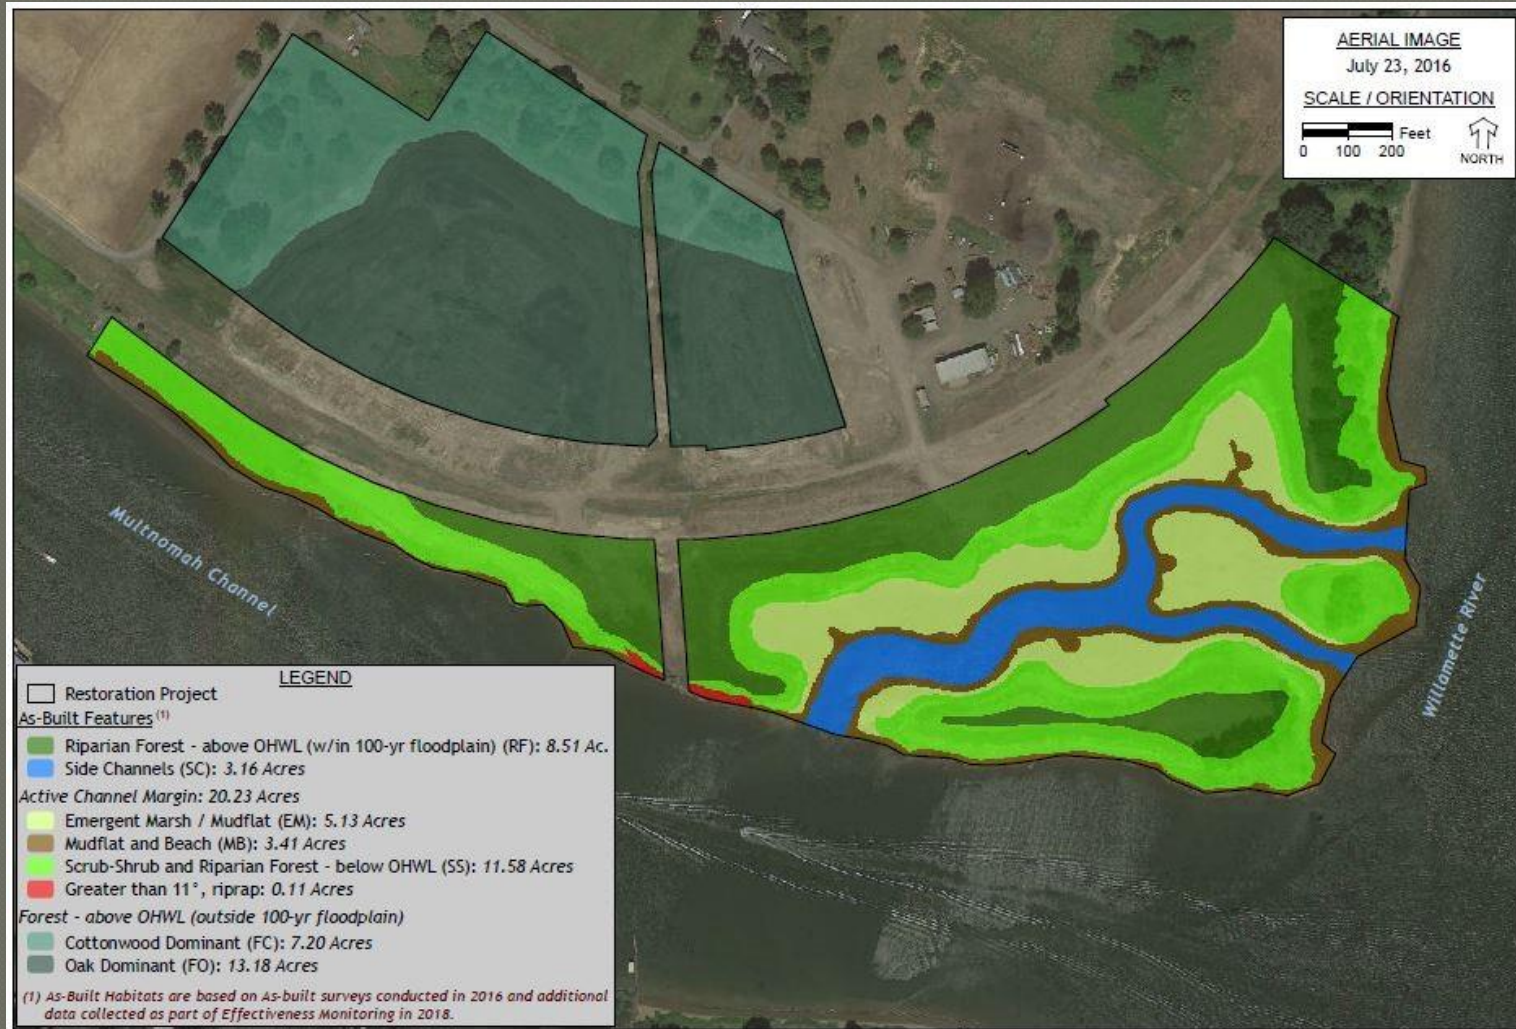 AERIAL IMAGE
July 23, 2016
SCALE / ORIENTATION
Feet
0 100 200
NORTH
Multnomah Channel
Willamette River
LEGEND
Restoration Project
As-Built Features (1)
Riparian Forest - above OHWL (w/in 100-yr floodplain) (RF): 8.51 Ac.
Side Channels (SC): 3.16 Acres
Active Channel Margin: 20.23 Acres
Emergent Marsh / Mudflat (EM): 5.13 Acres
Mudflat and Beach (MB): 3.41 Acres
Scrub-Shrub and Riparian Forest - below OHWL (SS): 11.58 Acres
Greater than 11°, riprap: 0.11 Acres
Forest - above OHWL (outside 100-yr floodplain)
Cottonwood Dominant (FC): 7.20 Acres
Oak Dominant (FO): 13.18 Acres
(1) As-Built Habitats are based on As-built surveys conducted in 2016 and additional
data collected as part of Effectiveness Monitoring in 2018.